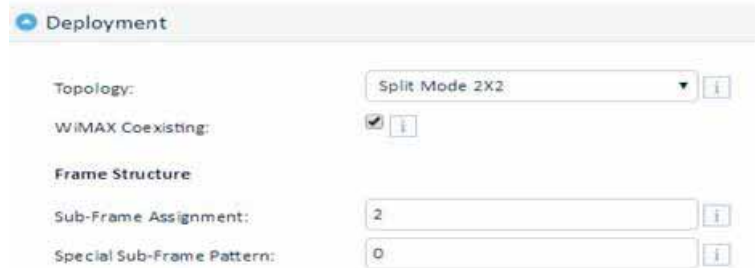 Deployment
Topology: Split Mode 2X2 i
WiMAX Coexisting: i
Frame Structure
Sub-Frame Assignment: 2 i
Special Sub-Frame Pattern: 0 i